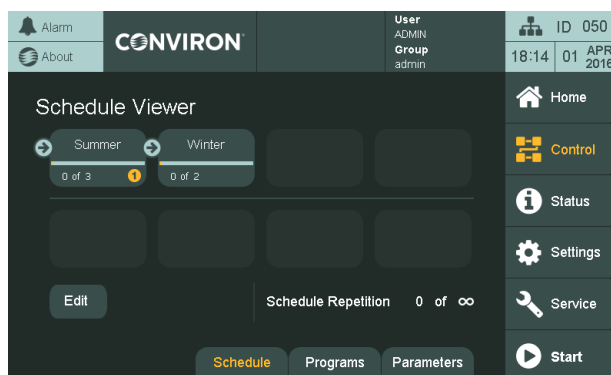 Alarm
About
CONVIRON
User
ADMIN
Group
admin
ID 050
18:14 01 APR 2016
Schedule Viewer
Summer
0 of 3 1
Winter
0 of 2
Edit
Schedule Repetition 0 of ∞
Schedule Programs Parameters
Home
Control
Status
Settings
Service
Start